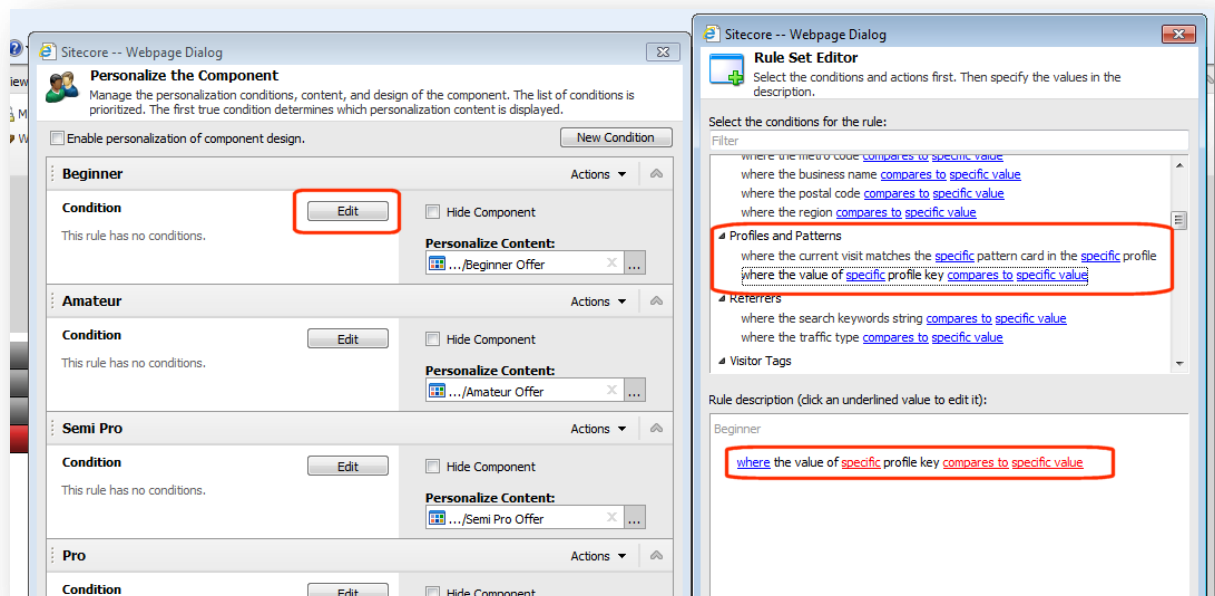 iew
M
W
Sitecore -- Webpage Dialog
Personalize the Component
Manage the personalization conditions, content, and design of the component. The list of conditions is
prioritized. The first true condition determines which personalization content is displayed.
Enable personalization of component design.
New Condition
Beginner
Actions
Condition
Edit
Hide Component
This rule has no conditions.
Personalize Content:
.../Beginner Offer
...
Amateur
Actions
Condition
Edit
Hide Component
This rule has no conditions.
Personalize Content:
.../Amateur Offer
...
Semi Pro
Actions
Condition
Edit
Hide Component
This rule has no conditions.
Personalize Content:
.../Semi Pro Offer
...
Pro
Actions
Condition
Edit
Hide Component
Sitecore -- Webpage Dialog
Rule Set Editor
Select the conditions and actions first. Then specify the values in the
description.
Select the conditions for the rule:
Filter
where the metro code compares to specific value
where the business name compares to specific value
where the postal code compares to specific value
where the region compares to specific value
Profiles and Patterns
where the current visit matches the specific pattern card in the specific profile
where the value of specific profile key compares to specific value
Referrers
where the search keywords string compares to specific value
where the traffic type compares to specific value
Visitor Tags
Rule description (click an underlined value to edit it):
Beginner
where the value of specific profile key compares to specific value